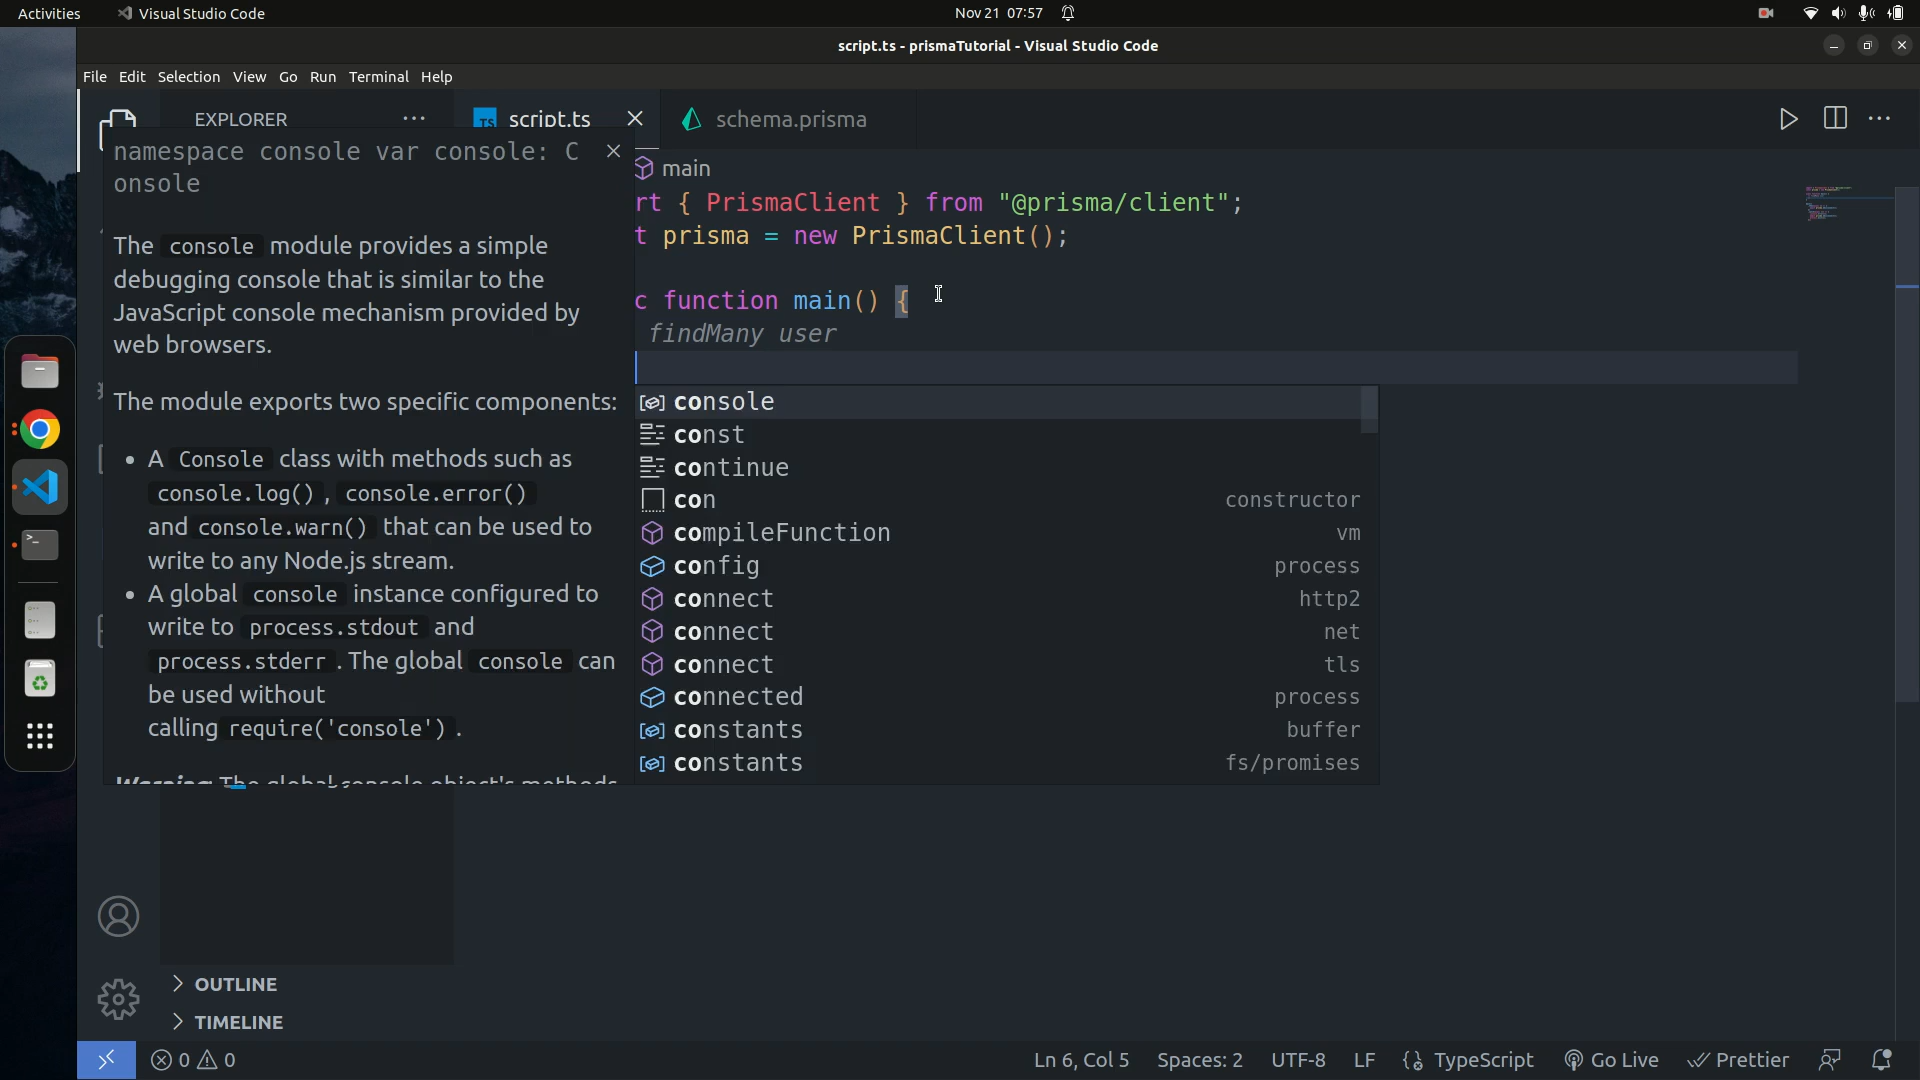 Activities
Visual Studio Code
Nov 21 07:57
script.ts - prismaTutorial - Visual Studio Code
File Edit Selection View Go Run Terminal Help
EXPLORER
TS script.ts
schema.prisma
namespace console var console: C
onsole
The console module provides a simple
debugging console that is similar to the
JavaScript console mechanism provided by
web browsers.
The module exports two specific components:
• A Console class with methods such as
console.log() , console.error()
and console.warn() that can be used to
write to any Node.js stream.
• A global console instance configured to
write to process.stdout and
process.stderr . The global console can
be used without
calling require('console') .
Warning The global console object's methods
main
rt { PrismaClient } from "@prisma/client";
t prisma = new PrismaClient();
c function main() {
findMany user
console
const
continue
con constructor
compileFunction vm
config process
connect http2
connect net
connect tls
connected process
constants buffer
constants fs/promises
OUTLINE
TIMELINE
0 0
Ln 6, Col 5
Spaces: 2
UTF-8
LF
TypeScript
Go Live
Prettier